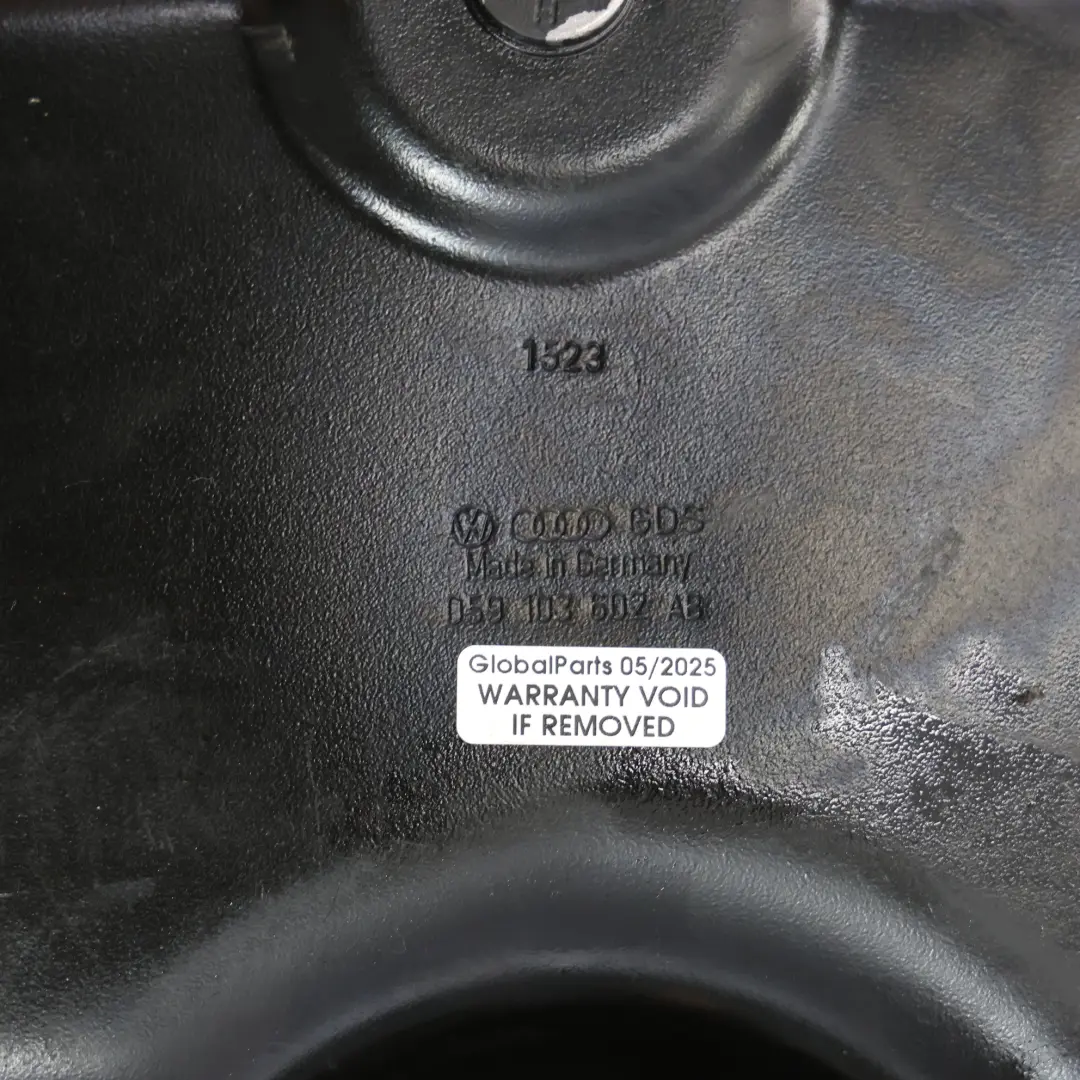 1523
GDS
Made in Germany
059 103 602 AB
GlobalParts 05/2025
WARRANTY VOID
IF REMOVED